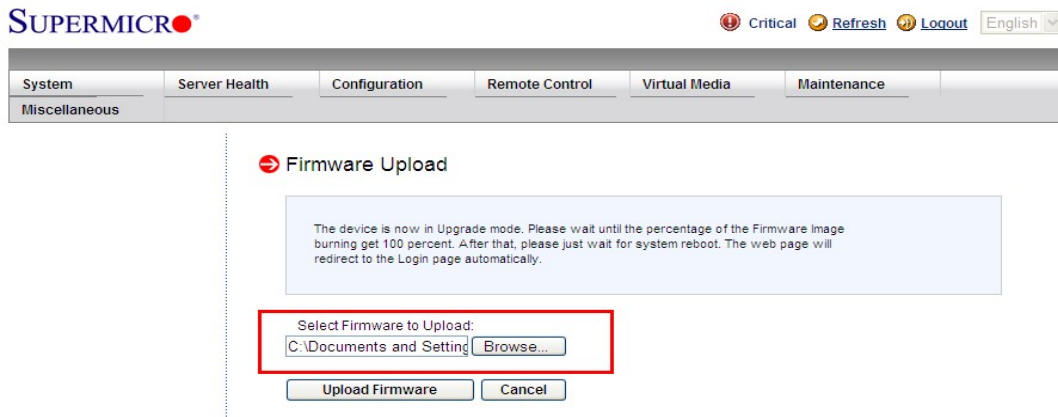 SUPERMICRO
Critical Refresh Logout English
System Server Health Configuration Remote Control Virtual Media Maintenance
Miscellaneous
Firmware Upload
The device is now in Upgrade mode. Please wait until the percentage of the Firmware Image
burning get 100 percent. After that, please just wait for system reboot. The web page will
redirect to the Login page automatically.
Select Firmware to Upload:
C:\Documents and Setting Browse...
Upload Firmware Cancel